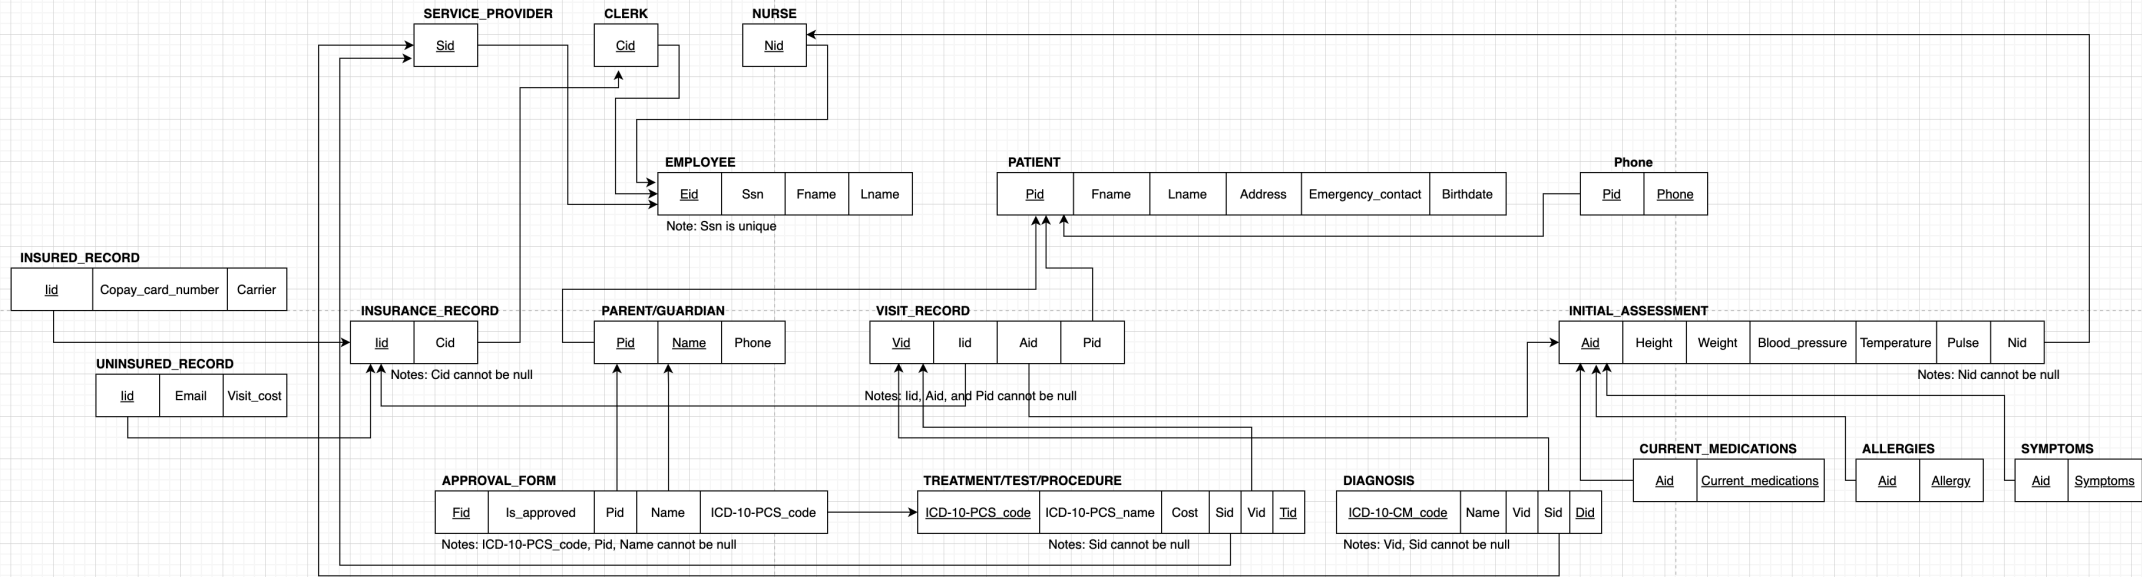 SERVICE_PROVIDER CLERK NURSE
Sid Cid Nid
EMPLOYEE PATIENT Phone
Eid Ssn Fname Lname Pid Fname Lname Address Emergency_contact Birthdate Pid Phone
Note: Ssn is unique
INSURED_RECORD
Iid Copay_card_number Carrier
INSURANCE_RECORD PARENT/GUARDIAN VISIT_RECORD INITIAL_ASSESSMENT
Iid Cid Pid Name Phone Vid Iid Aid Pid Aid Height Weight Blood_pressure Temperature Pulse Nid
UNINSURED_RECORD
Notes: Cid cannot be null Notes: Nid cannot be null
Iid Email Visit_cost Notes: Iid, Aid, and Pid cannot be null
CURRENT_MEDICATIONS ALLERGIES SYMPTOMS
Aid Current_medications Aid Allergy Aid Symptoms
APPROVAL_FORM TREATMENT/TEST/PROCEDURE DIAGNOSIS
Fid Is_approved Pid Name ICD-10-PCS_code ICD-10-PCS_code ICD-10-PCS_name Cost Sid Vid Tid ICD-10-CM_code Name Vid Sid Did
Notes: ICD-10-PCS_code, Pid, Name cannot be null Notes: Sid cannot be null Notes: Vid, Sid cannot be null